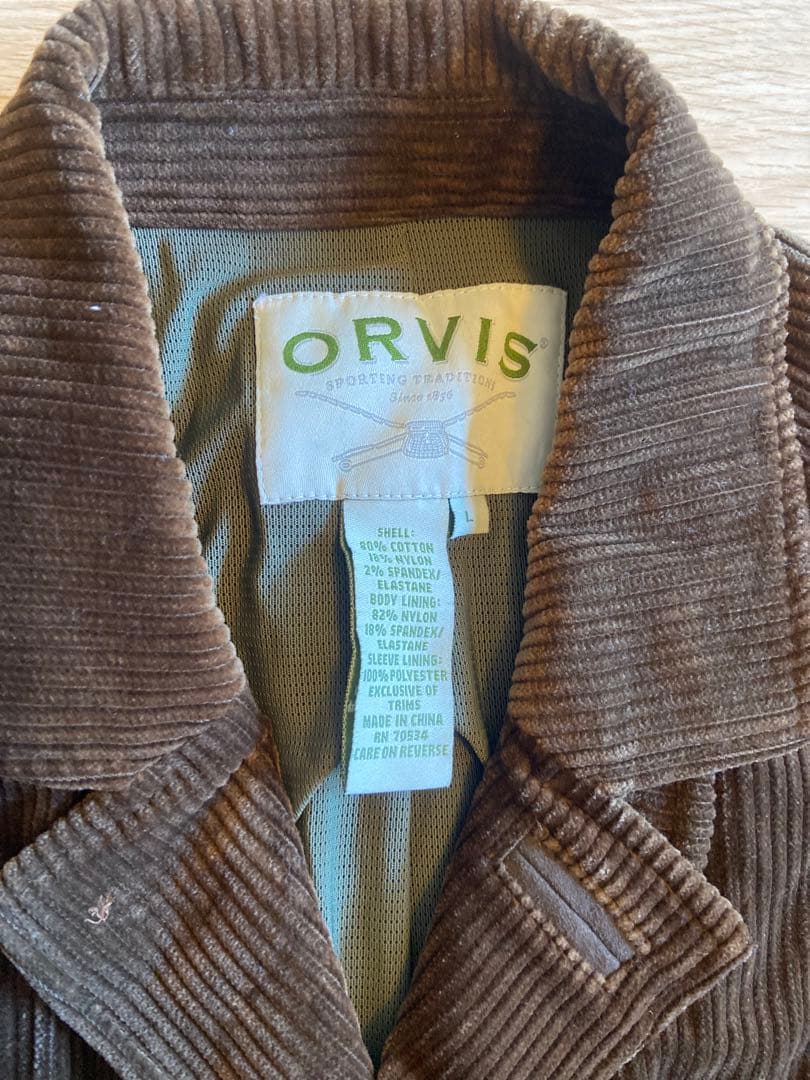 ORVIS®
SPORTING TRADITIONS
Since 1856
L
SHELL:
80% COTTON
18% NYLON
2% SPANDEX/
ELASTANE
BODY LINING:
82% NYLON
18% SPANDEX/
ELASTANE
SLEEVE LINING:
100% POLYESTER
EXCLUSIVE OF
TRIMS
MADE IN CHINA
RN 70534
CARE ON REVERSE